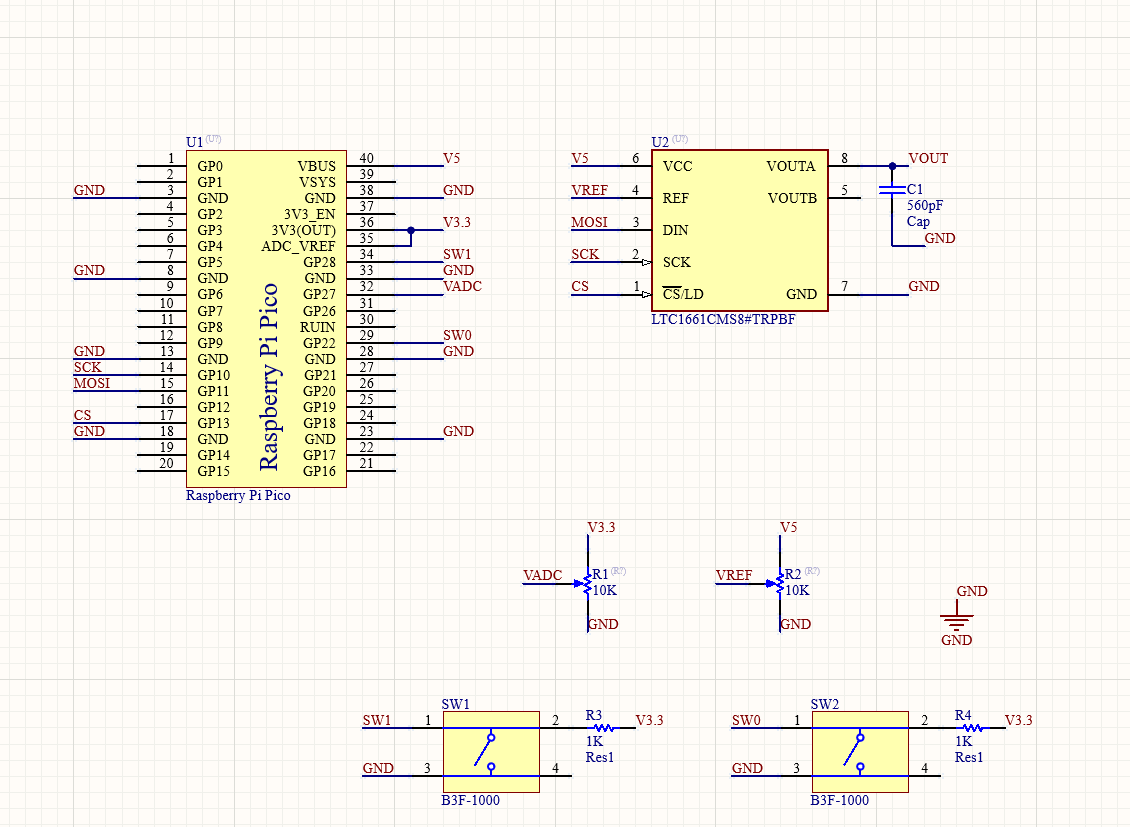 U1 (U?)
1 GP0 VBUS 40 V5
2 GP1 VSYS 39
GND 3 GND GND 38 GND
4 GP2 3V3_EN 37
5 GP3 3V3(OUT) 36 V3.3
6 GP4 ADC_VREF 35
7 GP5 GP28 34 SW1
GND 8 GND GND 33 GND
9 GP6 GP27 32 VADC
10 GP7 GP26 31
11 GP8 RUIN 30
12 GP9 GP22 29 SW0
GND 13 GND GND 28 GND
SCK 14 GP10 GP21 27
MOSI 15 GP11 GP20 26
16 GP12 GP19 25
CS 17 GP13 GP18 24
GND 18 GND GND 23 GND
19 GP14 GP17 22
20 GP15 GP16 21
Raspberry Pi Pico
Raspberry Pi Pico
U2 (U?)
V5 6 VCC VOUTA 8 VOUT
VREF 4 REF VOUTB 5
C1
560pF
Cap
GND
MOSI 3 DIN
SCK 2 SCK
CS 1 CS/LD GND 7 GND
LTC1661CMS8#TRPBF
V3.3
VADC R1 (R?)
10K
GND
V5
VREF R2 (R?)
10K
GND
GND
GND
SW1
SW1 1 2 R3 V3.3
1K
Res1
GND 3 4
B3F-1000
SW2
SW0 1 2 R4 V3.3
1K
Res1
GND 3 4
B3F-1000